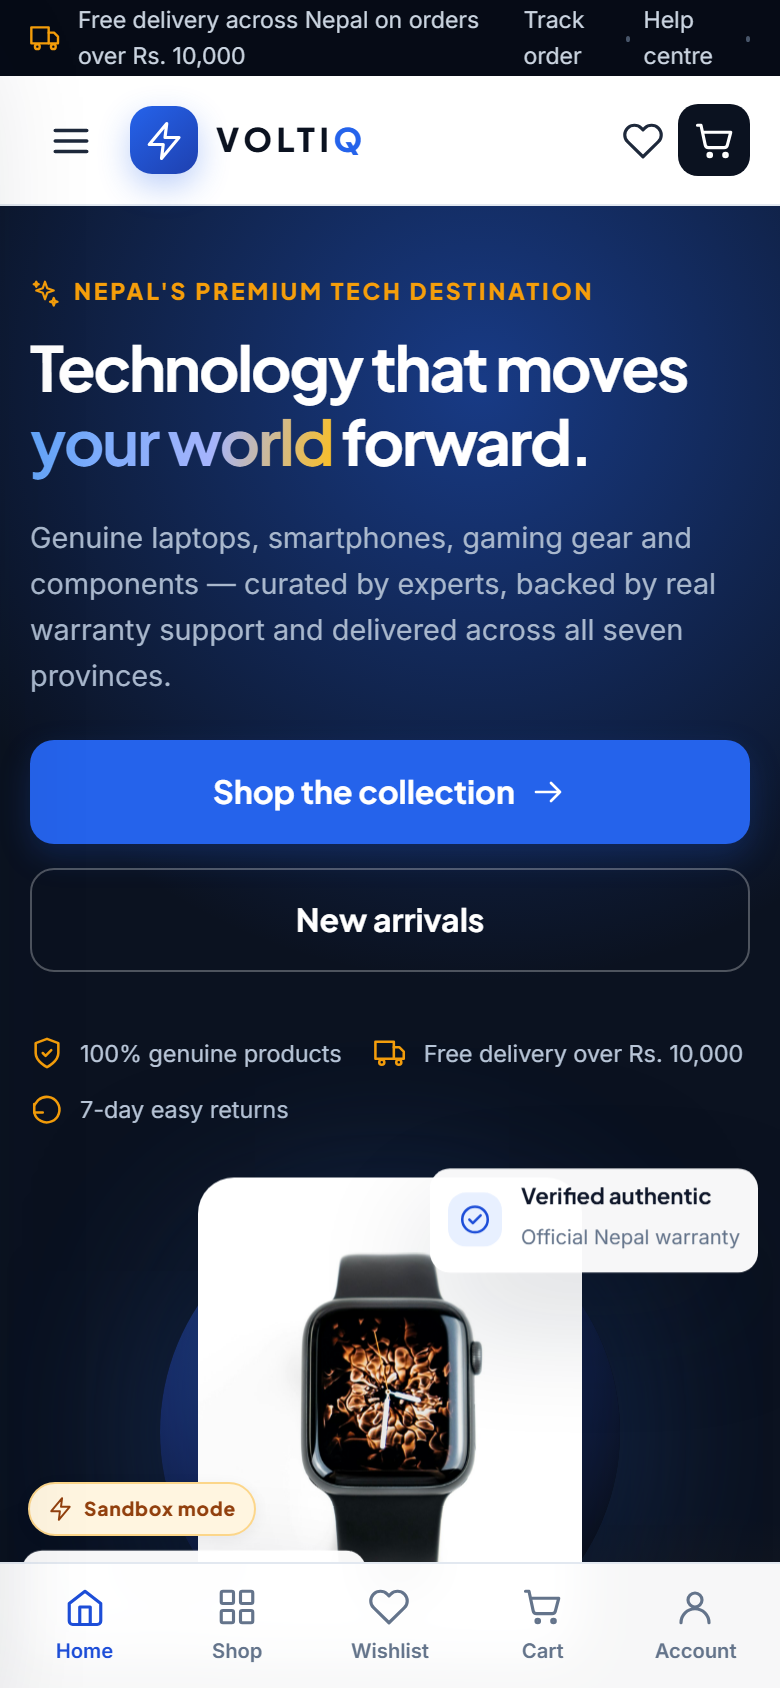 Free delivery across Nepal on orders
over Rs. 10,000
Track
order
Help
centre
VOLTIQ
NEPAL'S PREMIUM TECH DESTINATION
Technology that moves
your world forward.
Genuine laptops, smartphones, gaming gear and
components — curated by experts, backed by real
warranty support and delivered across all seven
provinces.
Shop the collection
New arrivals
100% genuine products
Free delivery over Rs. 10,000
7-day easy returns
Verified authentic
Official Nepal warranty
Sandbox mode
Home
Shop
Wishlist
Cart
Account